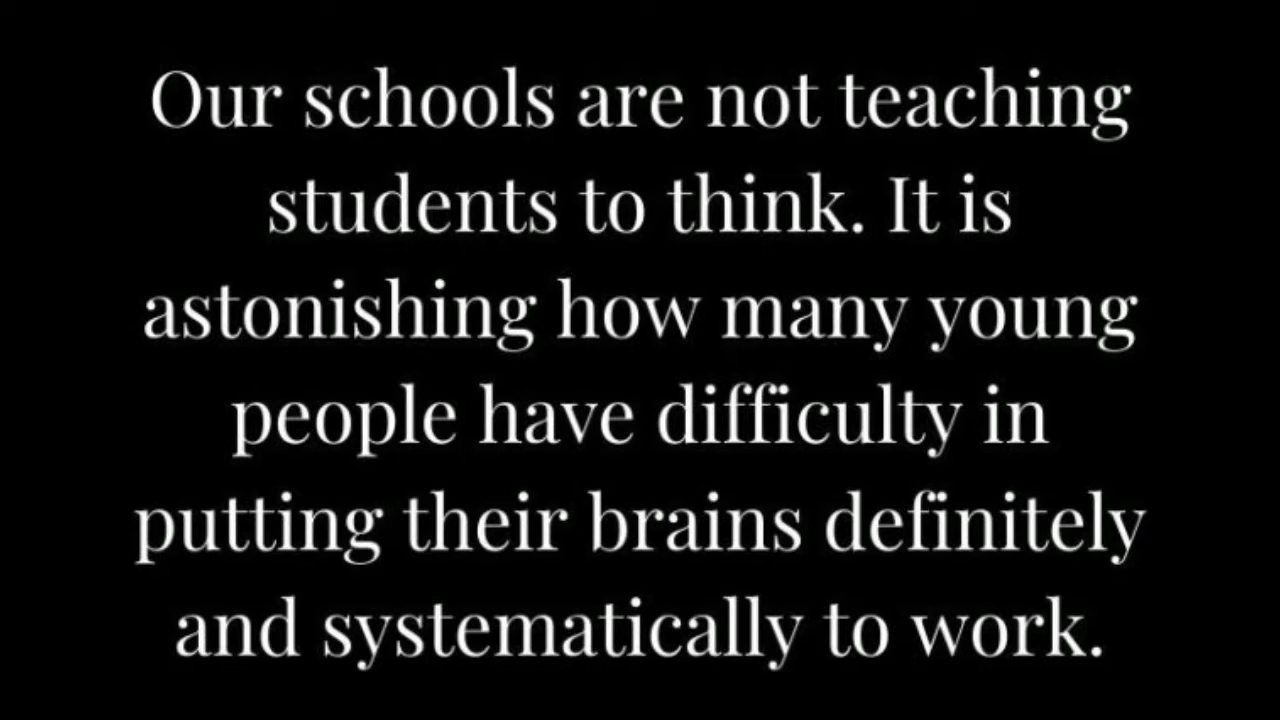 Our schools are not teaching
students to think. It is
astonishing how many young
people have difficulty in
putting their brains definitely
and systematically to work.